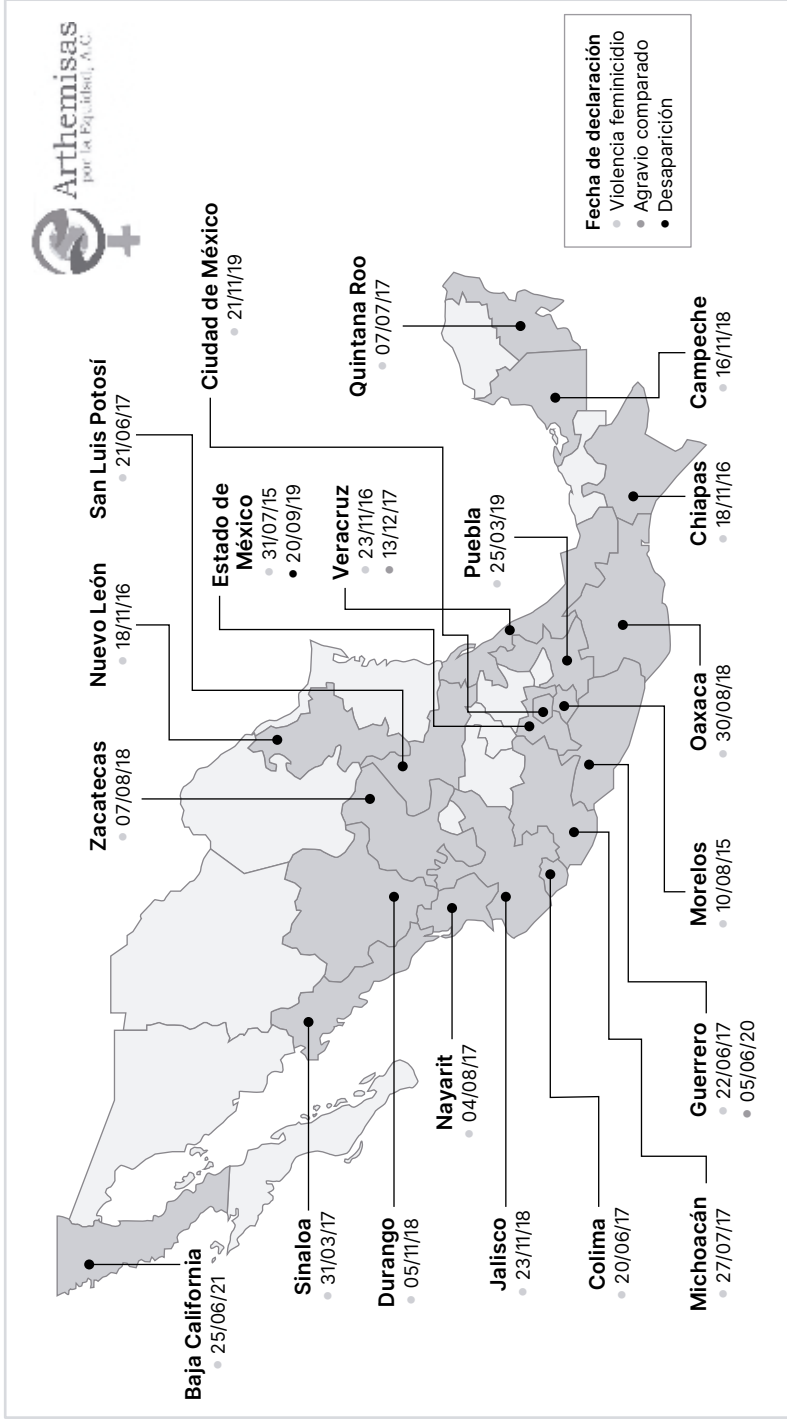 Arthemisas
por la Equidad, A.C.
Baja California
25/06/21
Sinaloa
31/03/17
Durango
05/11/18
Nayarit
04/08/17
Jalisco
23/11/18
Colima
20/06/17
Michoacán
27/07/17
Zacatecas
07/08/18
Nuevo León
18/11/16
San Luis Potosí
21/06/17
Estado de
México
31/07/15
20/09/19
Veracruz
23/11/16
13/12/17
Ciudad de México
21/11/19
Puebla
25/03/19
Quintana Roo
07/07/17
Guerrero
22/06/17
05/06/20
Morelos
10/08/15
Oaxaca
30/08/18
Chiapas
18/11/16
Campeche
16/11/18
Fecha de declaración
Violencia feminicidio
Agravio comparado
Desaparición